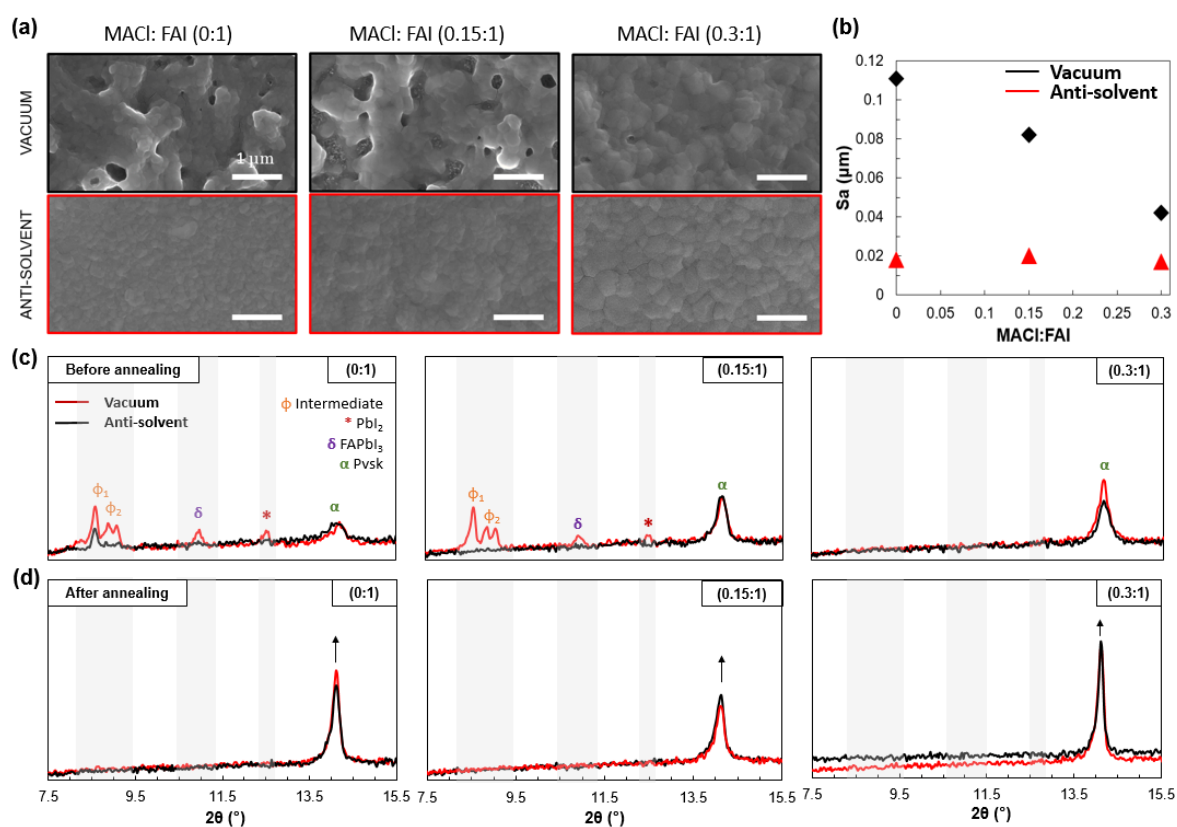 (a)
MACl: FAI (0:1)
MACl: FAI (0.15:1)
MACl: FAI (0.3:1)
VACUUM
1 μm
ANTI-SOLVENT
(b)
0.12
0.1
0.08
0.06
0.04
0.02
0
Sa (μm)
Vacuum
Anti-solvent
0
0.05
0.1
0.15
0.2
0.25
0.3
MACl:FAI
(c)
Before annealing
(0:1)
Vacuum
Anti-solvent
ϕ Intermediate
* PbI₂
δ FAPbI₃
α Pvsk
ϕ₁
ϕ₂
δ
*
α
(0.15:1)
ϕ₁
ϕ₂
δ
*
α
(0.3:1)
α
(d)
After annealing
(0:1)
(0.15:1)
(0.3:1)
7.5
9.5
11.5
13.5
15.5
2θ (°)
7.5
9.5
11.5
13.5
15.5
2θ (°)
7.5
9.5
11.5
13.5
15.5
2θ (°)